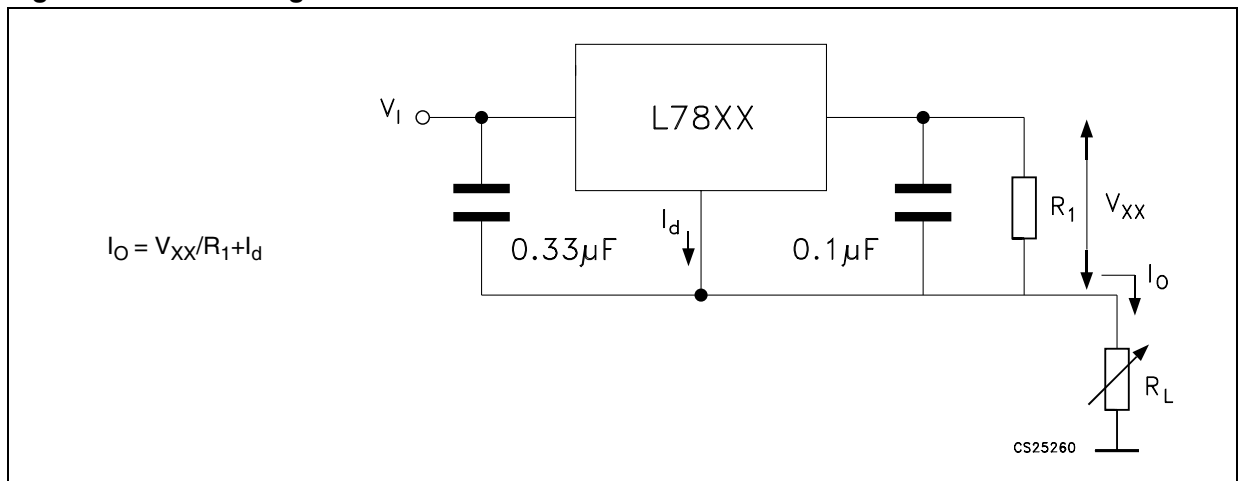 V_I
L78XX
I_d
R_1
V_XX
0.33µF
0.1µF
I_O = V_XX/R_1+I_d
I_O
R_L
CS25260